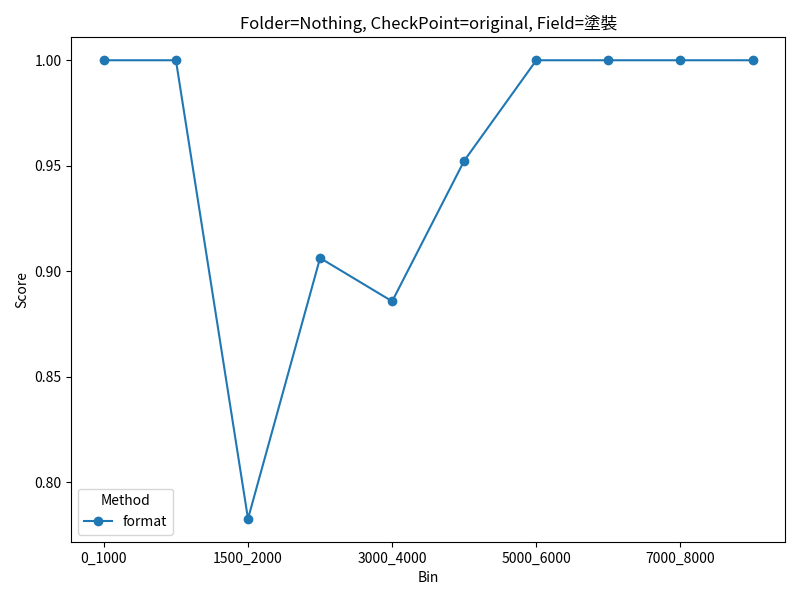 Folder=Nothing, CheckPoint=original, Field=塗裝
1.00
0.95
0.90
0.85
0.80
Score
Method
format
0_1000
1500_2000
3000_4000
5000_6000
7000_8000
Bin